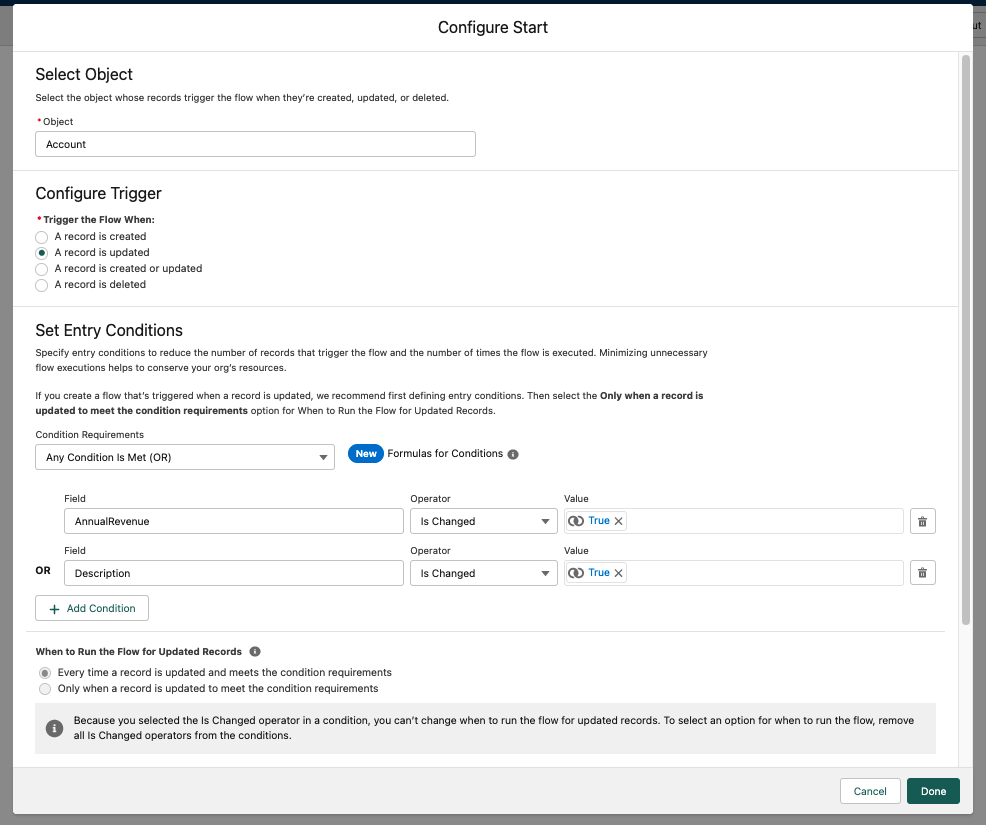 ut
Configure Start
Select Object
Select the object whose records trigger the flow when they're created, updated, or deleted.
* Object
Account
Configure Trigger
* Trigger the Flow When:
A record is created
A record is updated
A record is created or updated
A record is deleted
Set Entry Conditions
Specify entry conditions to reduce the number of records that trigger the flow and the number of times the flow is executed. Minimizing unnecessary
flow executions helps to conserve your org's resources.
If you create a flow that's triggered when a record is updated, we recommend first defining entry conditions. Then select the Only when a record is
updated to meet the condition requirements option for When to Run the Flow for Updated Records.
Condition Requirements
Any Condition Is Met (OR) New Formulas for Conditions
Field Operator Value
AnnualRevenue Is Changed True
Field Operator Value
OR Description Is Changed True
+ Add Condition
When to Run the Flow for Updated Records
Every time a record is updated and meets the condition requirements
Only when a record is updated to meet the condition requirements
Because you selected the Is Changed operator in a condition, you can't change when to run the flow for updated records. To select an option for when to run the flow, remove
all Is Changed operators from the conditions.
Cancel Done